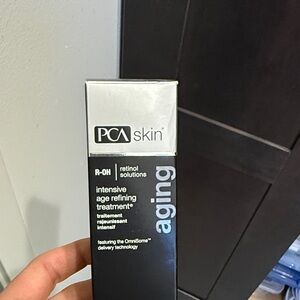 PCA skin®
R-OH retinol
solutions
intensive
age refining
treatment®
traitement
rajeunissant
intensif
featuring the OmniSome™
delivery technology
aging